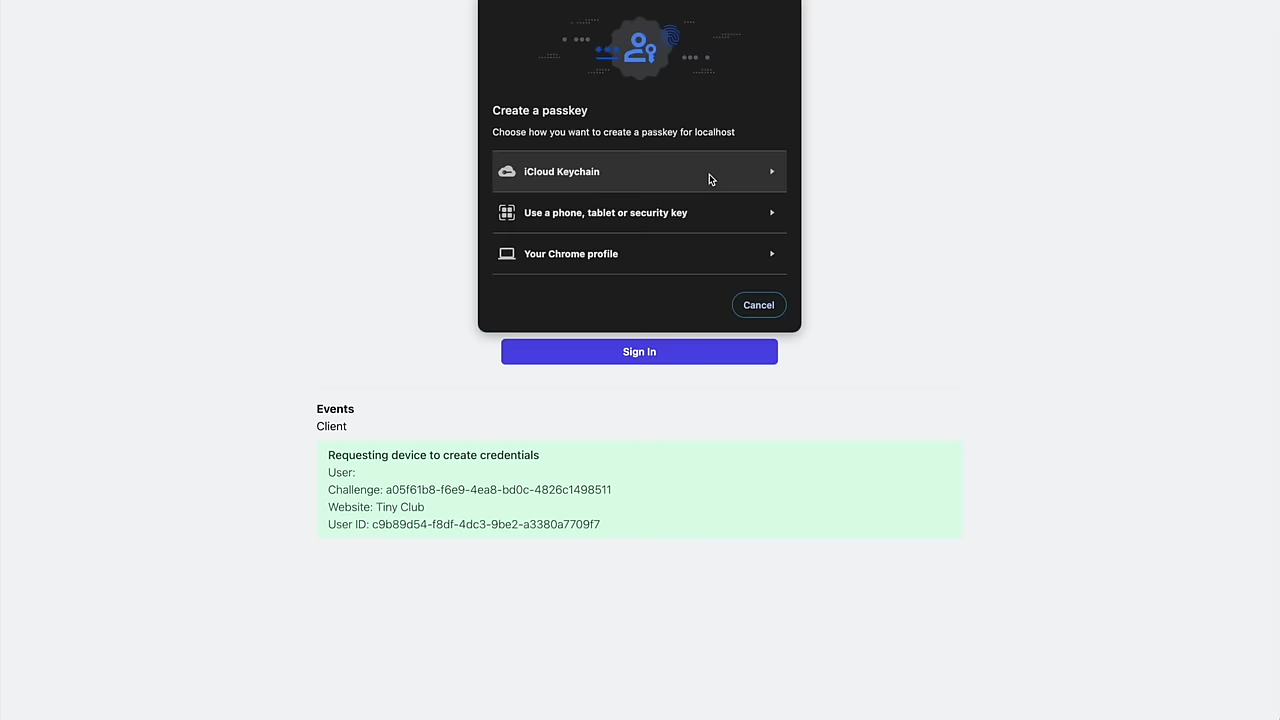 Create a passkey
Choose how you want to create a passkey for localhost
iCloud Keychain
Use a phone, tablet or security key
Your Chrome profile
Cancel
Sign In
Events
Client
Requesting device to create credentials
User:
Challenge: a05f61b8-f6e9-4ea8-bd0c-4826c1498511
Website: Tiny Club
User ID: c9b89d54-f8df-4dc3-9be2-a3380a7709f7